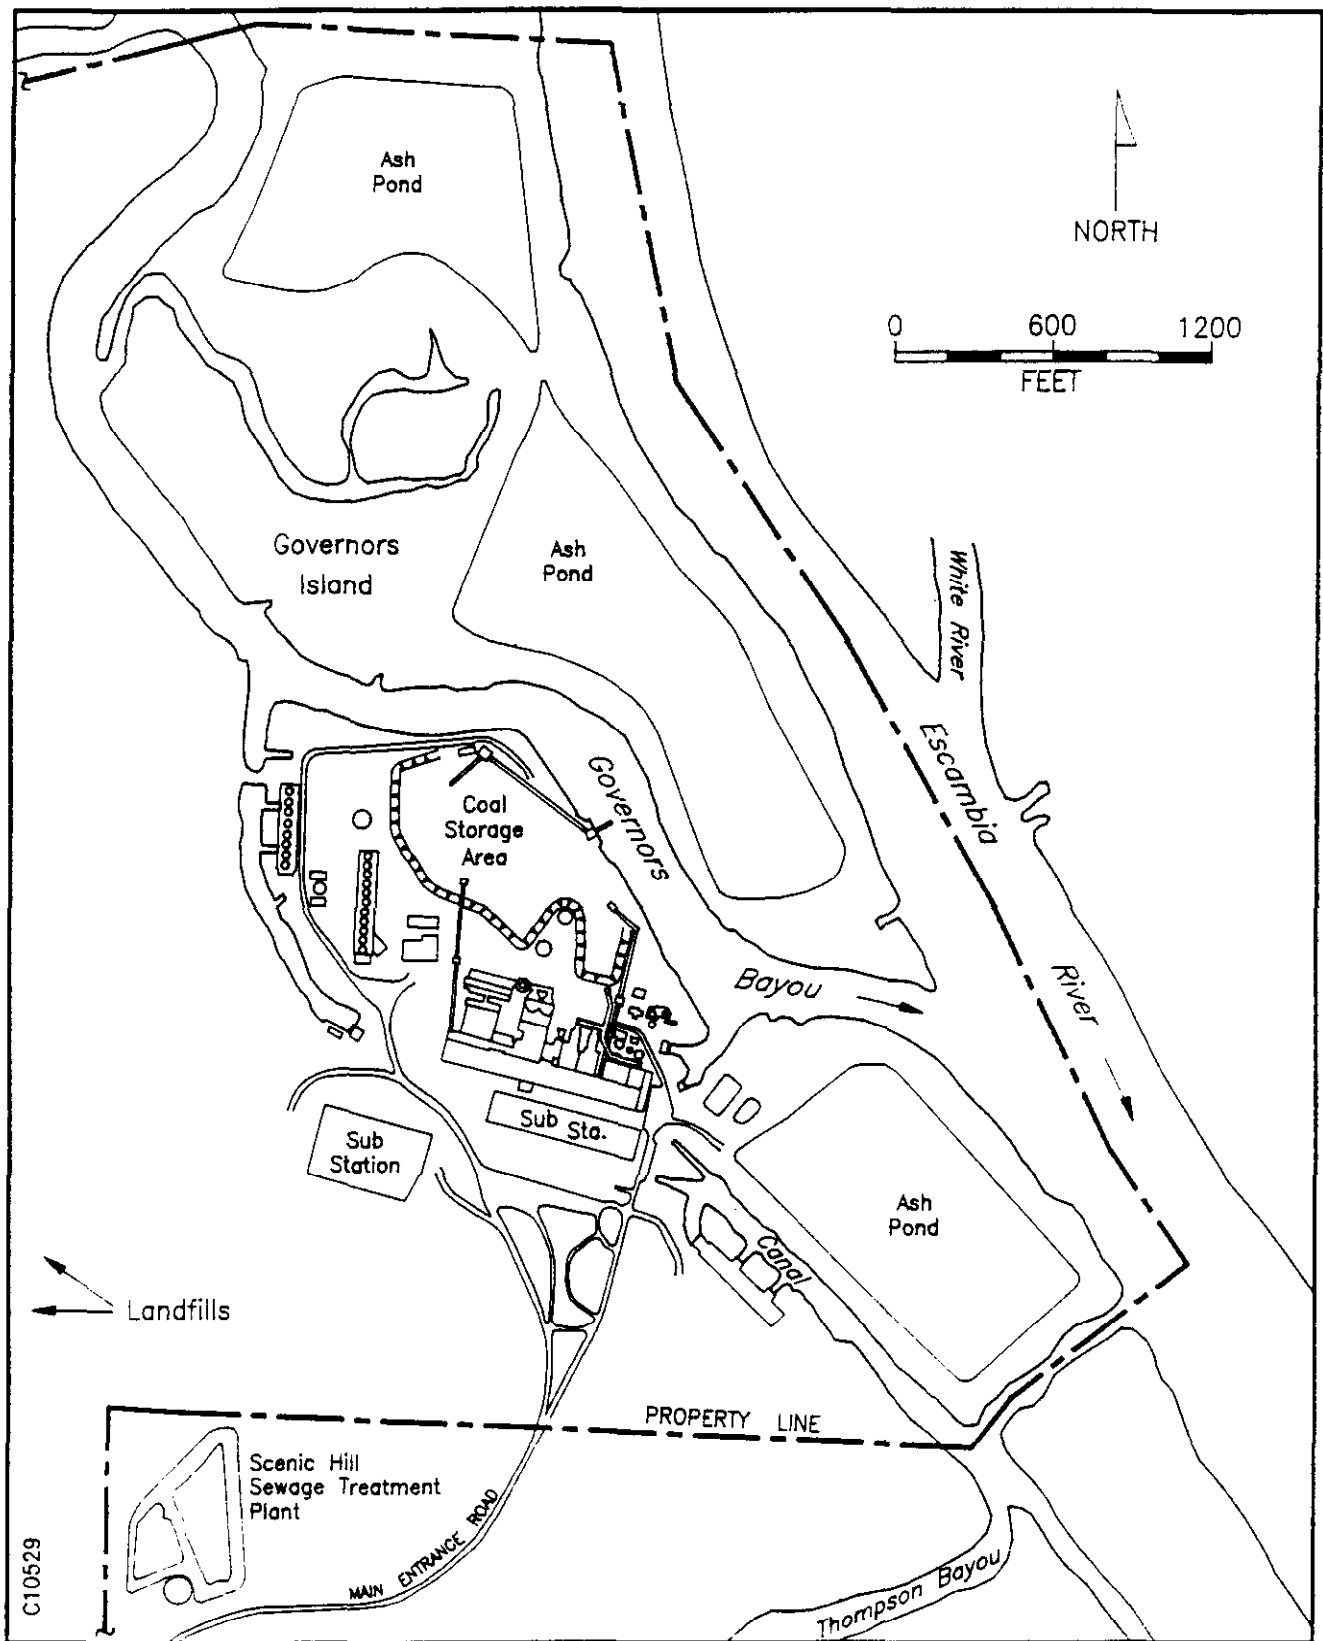 Ash
Pond
NORTH
0 600 1200
FEET
Governors
Island
Ash
Pond
White River
Escambia
River
Governors
Bayou
Coal
Storage
Area
Sub Sta.
Sub
Station
Ash
Pond
Canal
Landfills
PROPERTY LINE
Scenic Hill
Sewage Treatment
Plant
MAIN ENTRANCE ROAD
Thompson Bayou
C10529